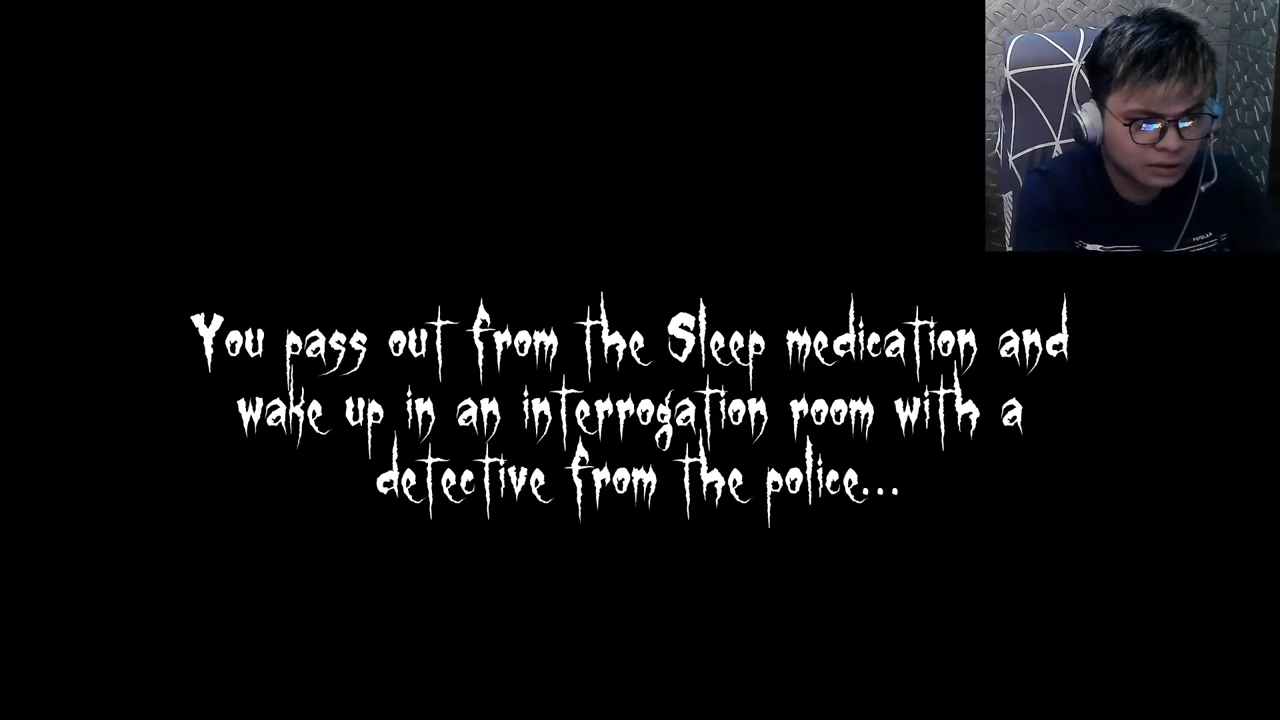 You pass out from the Sleep medication and
wake up in an interrogation room with a
detective from the police...